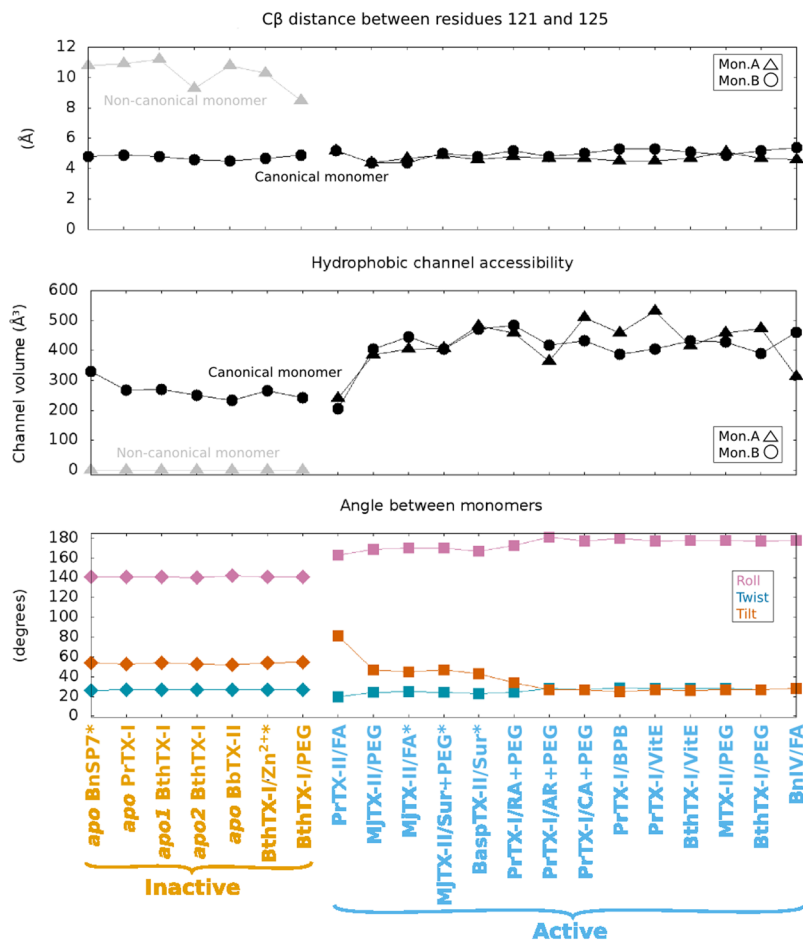 Cβ distance between residues 121 and 125
12
10
8
6
4
2
0
(Å)
Mon.A
Mon.B
Non-canonical monomer
Canonical monomer
Hydrophobic channel accessibility
600
500
400
300
200
100
0
Channel volume (Å³)
Canonical monomer
Non-canonical monomer
Mon.A
Mon.B
Angle between monomers
180
160
140
120
100
80
60
40
20
0
(degrees)
Roll
Twist
Tilt
apo BnSP7*
apo PrTX-I
apo1 BthTX-I
apo2 BthTX-I
apo BbTX-II
BthTX-I/Zn²⁺*
BthTX-I/PEG
PrTX-II/FA
MJTX-II/PEG
MJTX-II/FA*
MJTX-II/Sur+PEG*
BaspTX-II/Sur*
PrTX-I/RA+PEG
PrTX-I/AR+PEG
PrTX-I/CA+PEG
PrTX-I/BPB
PrTX-I/VitE
BthTX-I/VitE
MTX-II/PEG
BthTX-I/PEG
BnIV/FA
Inactive
Active